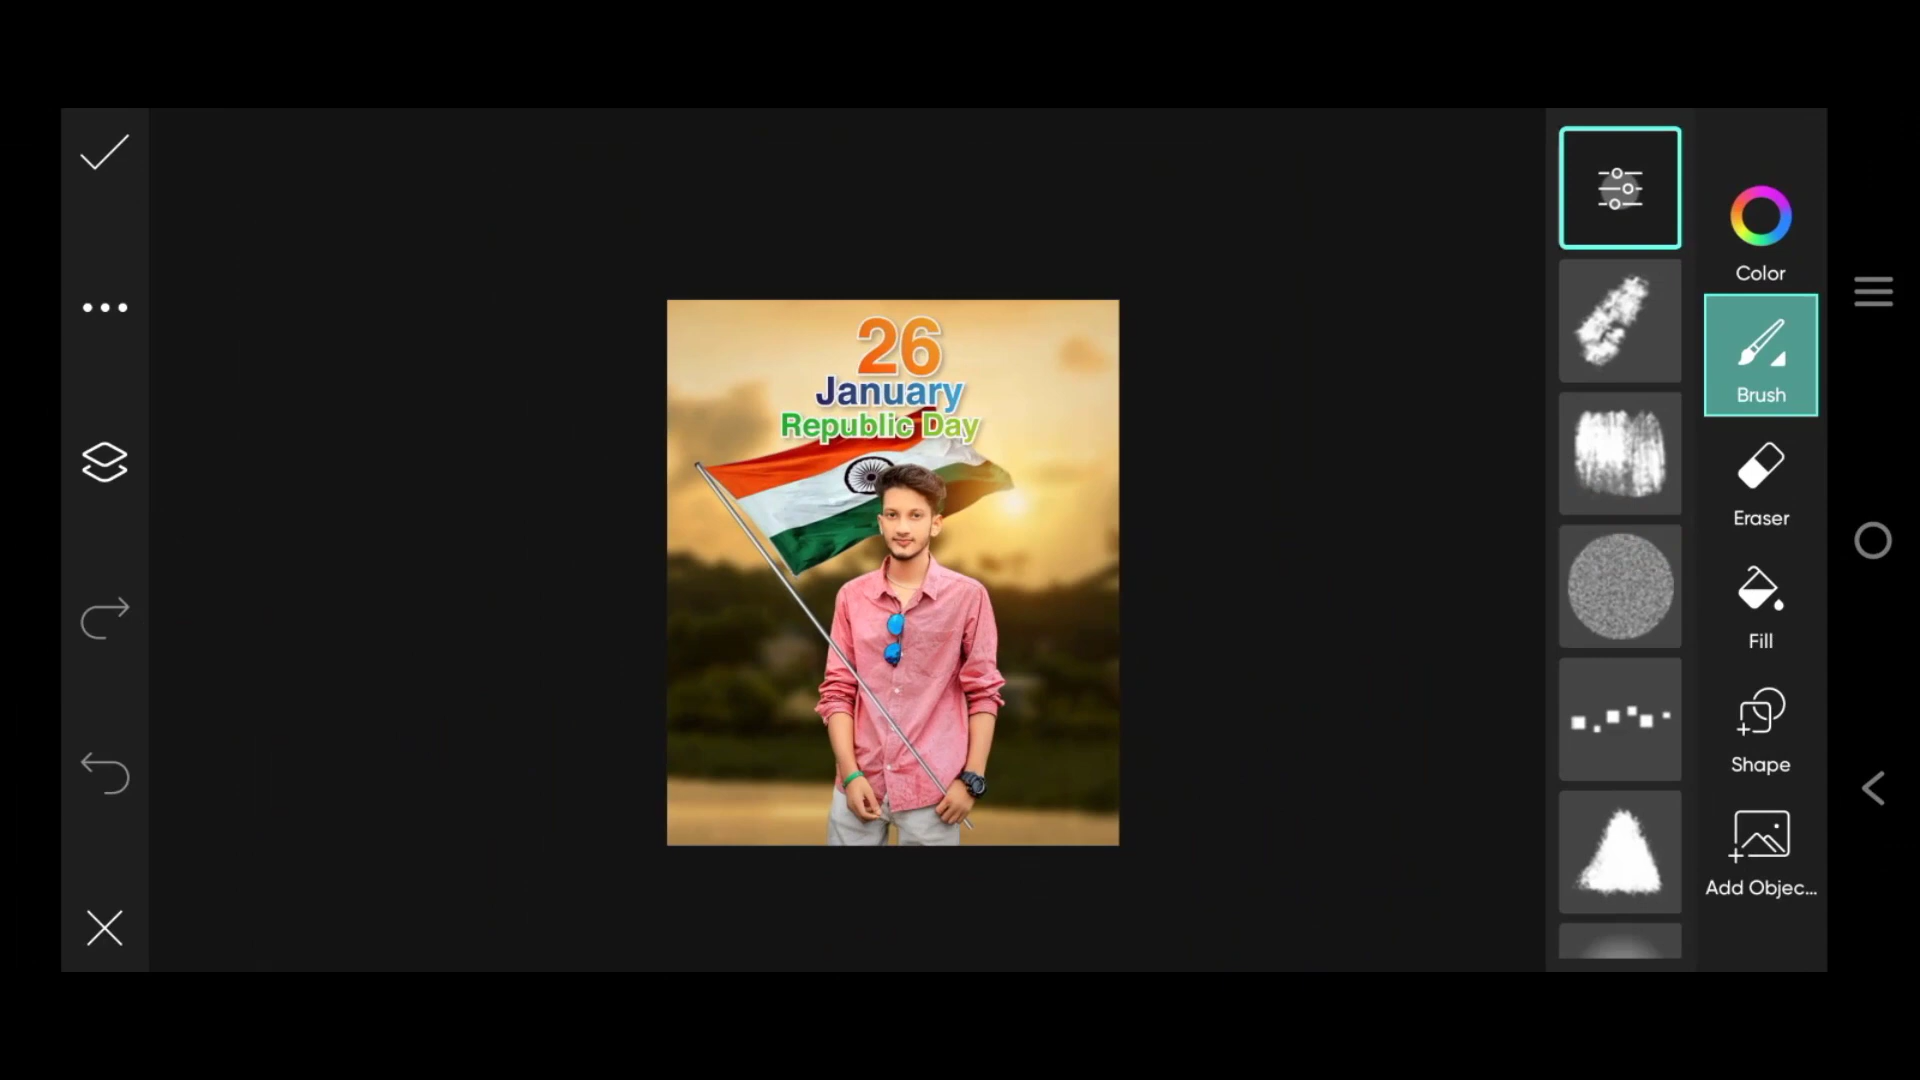 26
January
Republic Day
Color
Brush
Eraser
Fill
Shape
Add Objec...